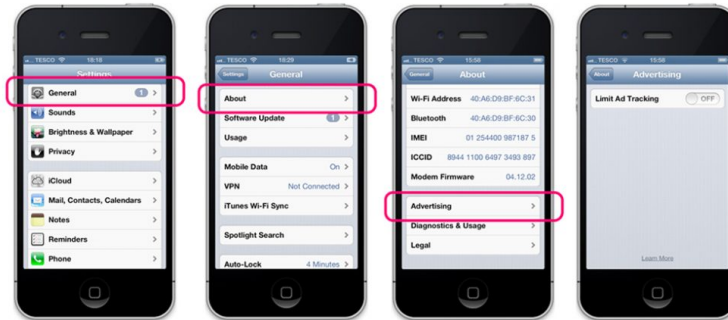 TESCO 18:18
Settings
General 1
Sounds
Brightness & Wallpaper
Privacy
iCloud
Mail, Contacts, Calendars
Notes
Reminders
Phone
TESCO 18:29
Settings General
About
Software Update 1
Usage
Mobile Data On
VPN Not Connected
iTunes Wi-Fi Sync
Spotlight Search
Auto-Lock 4 Minutes
TESCO 15:58
General About
Wi-Fi Address 40:A6:D9:BF:6C:31
Bluetooth 40:A6:D9:BF:6C:30
IMEI 01 254400 987187 5
ICCID 8944 1100 6497 3493 897
Modem Firmware 04.12.02
Advertising
Diagnostics & Usage
Legal
TESCO 15:58
About Advertising
Limit Ad Tracking OFF
Learn More